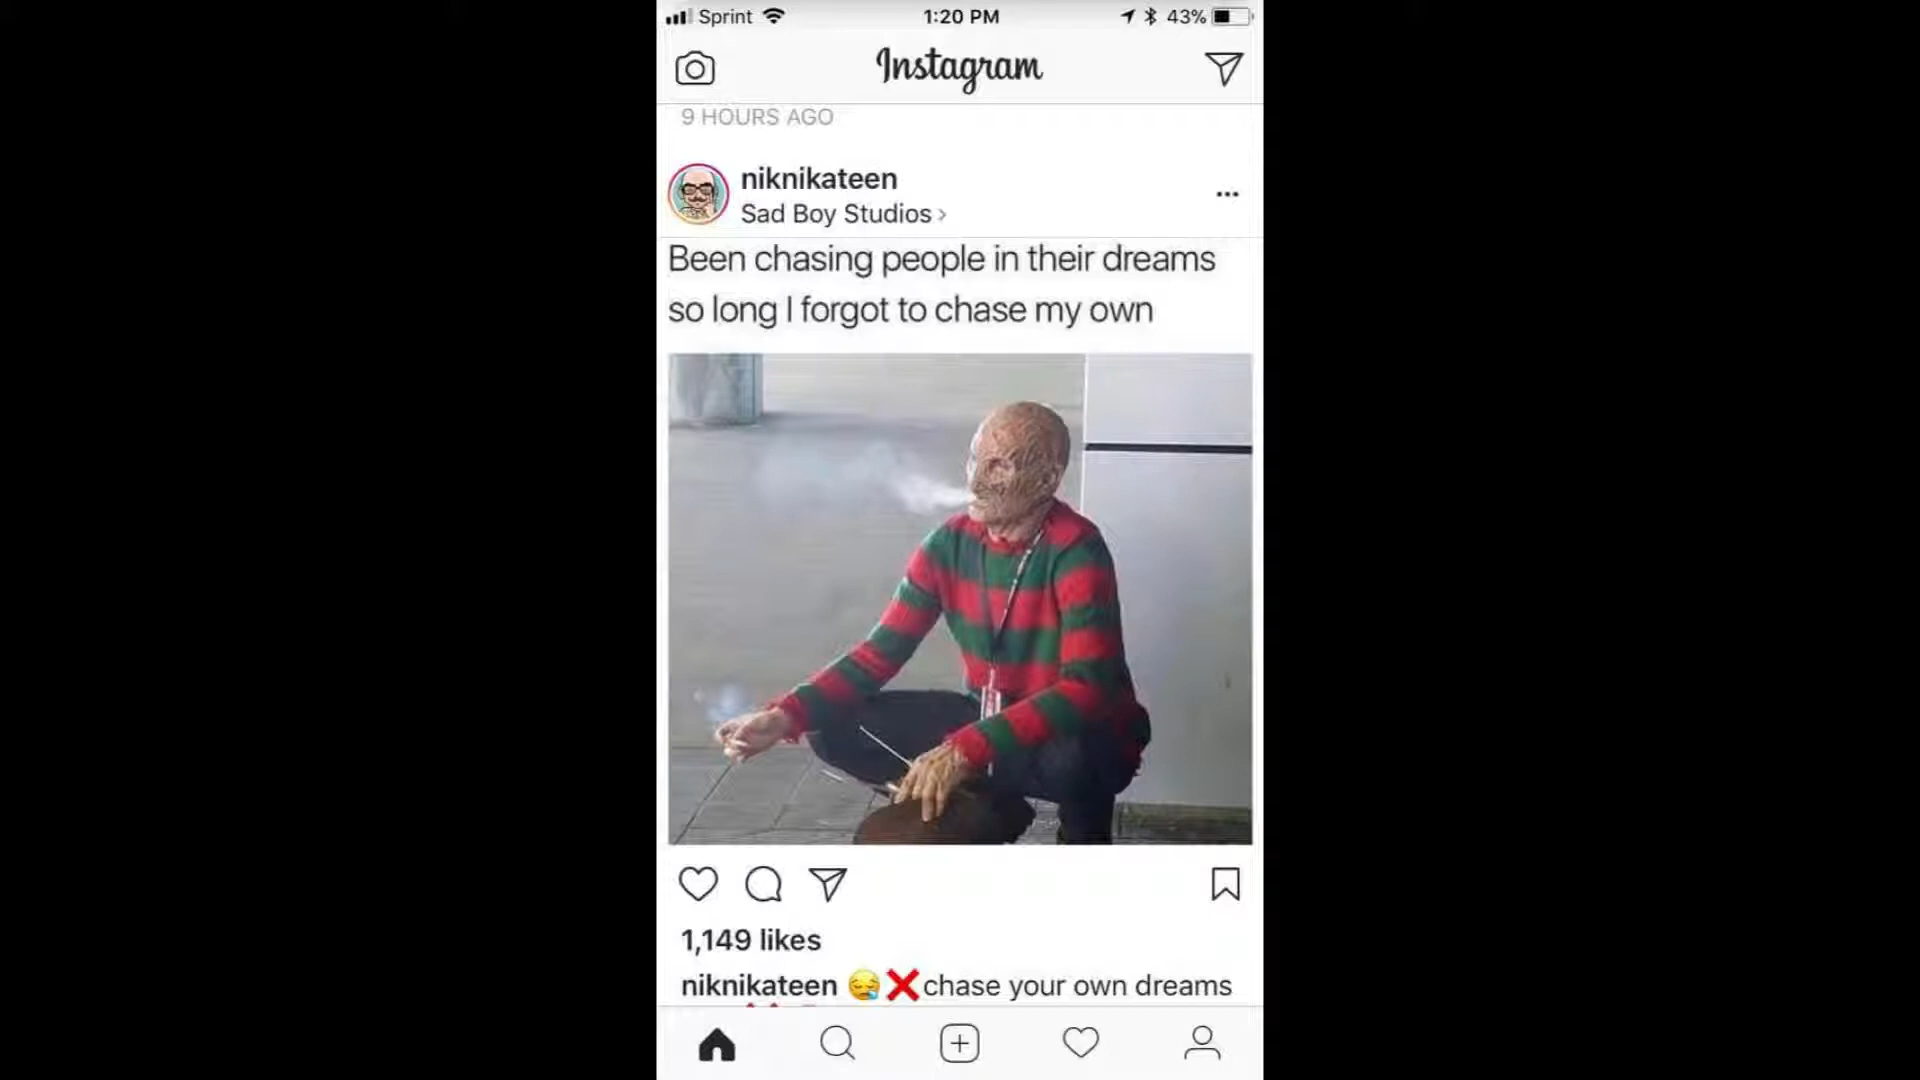 Sprint 1:20 PM 43%
Instagram
9 HOURS AGO
niknikateen
Sad Boy Studios >
Been chasing people in their dreams
so long I forgot to chase my own
1,149 likes
niknikateen 😪❌chase your own dreams